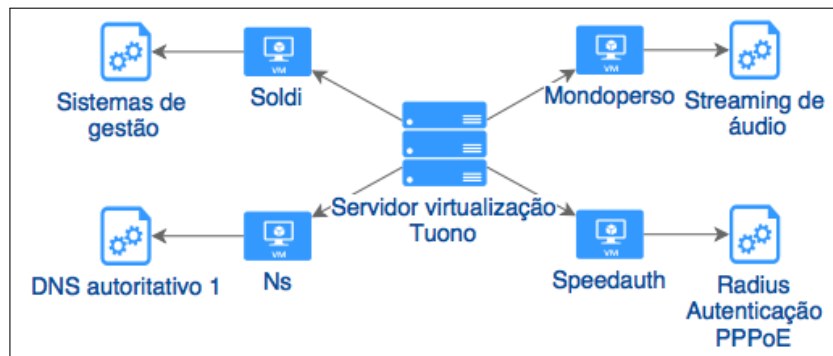 VM
Soldi
Sistemas de
gestão
VM
Mondoperso
Streaming de
áudio
Servidor virtualização
Tuono
VM
Ns
DNS autoritativo 1
VM
Speedauth
Radius
Autenticação
PPPoE